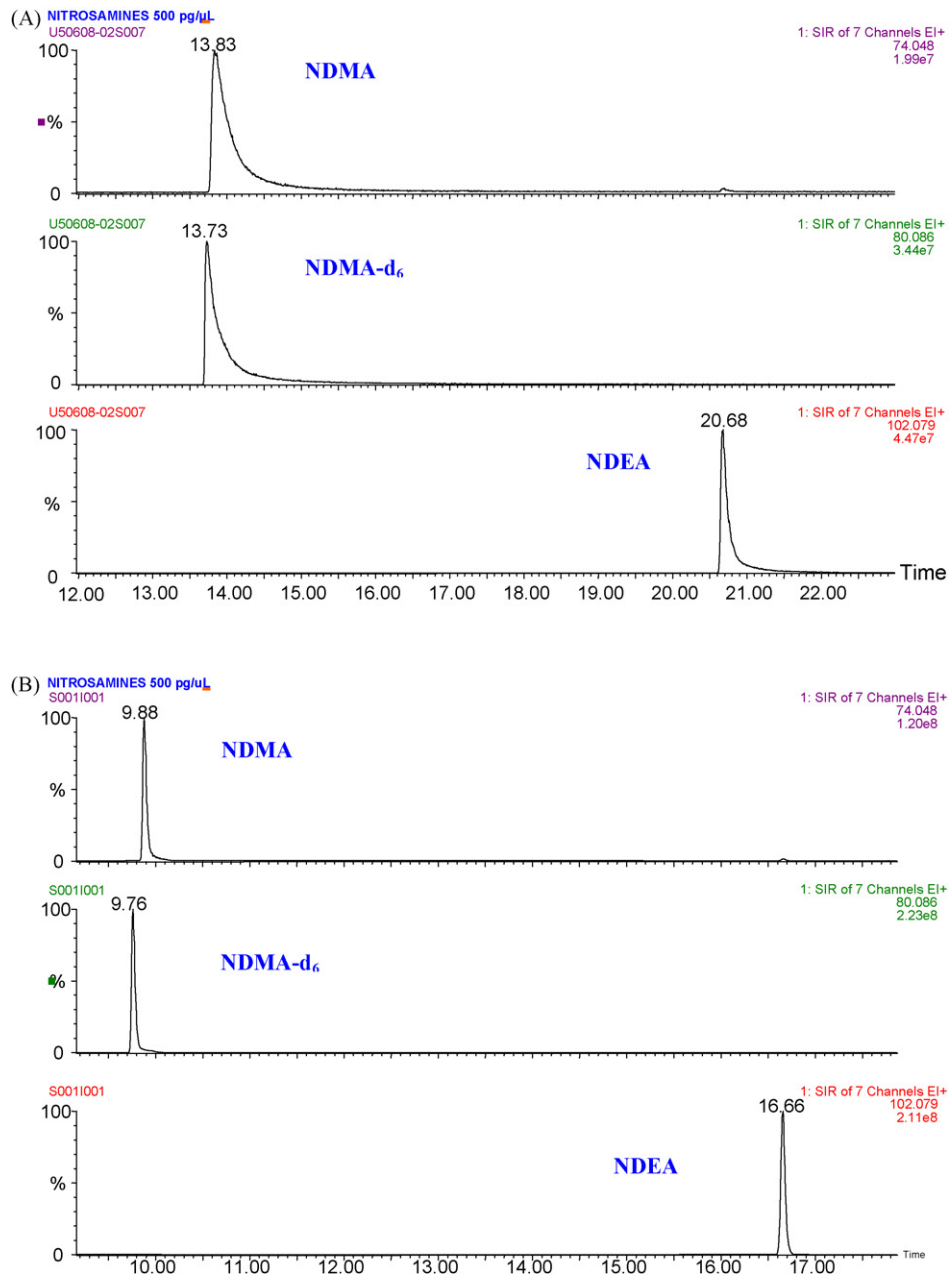 (A) NITROSAMINES 500 pg/uL
U50608-02S007
1: SIR of 7 Channels EI+
74.048
1.99e7
13.83
NDMA
100
%
0
U50608-02S007
1: SIR of 7 Channels EI+
80.086
3.44e7
13.73
NDMA-d₆
100
%
0
U50608-02S007
1: SIR of 7 Channels EI+
102.079
4.47e7
20.68
NDEA
100
%
0
Time
12.00 13.00 14.00 15.00 16.00 17.00 18.00 19.00 20.00 21.00 22.00
(B) NITROSAMINES 500 pg/uL
S001I001
1: SIR of 7 Channels EI+
74.048
1.20e8
9.88
NDMA
100
%
0
S001I001
1: SIR of 7 Channels EI+
80.086
2.23e8
9.76
NDMA-d₆
100
%
0
S001I001
1: SIR of 7 Channels EI+
102.079
2.11e8
16.66
NDEA
100
%
0
Time
10.00 11.00 12.00 13.00 14.00 15.00 16.00 17.00